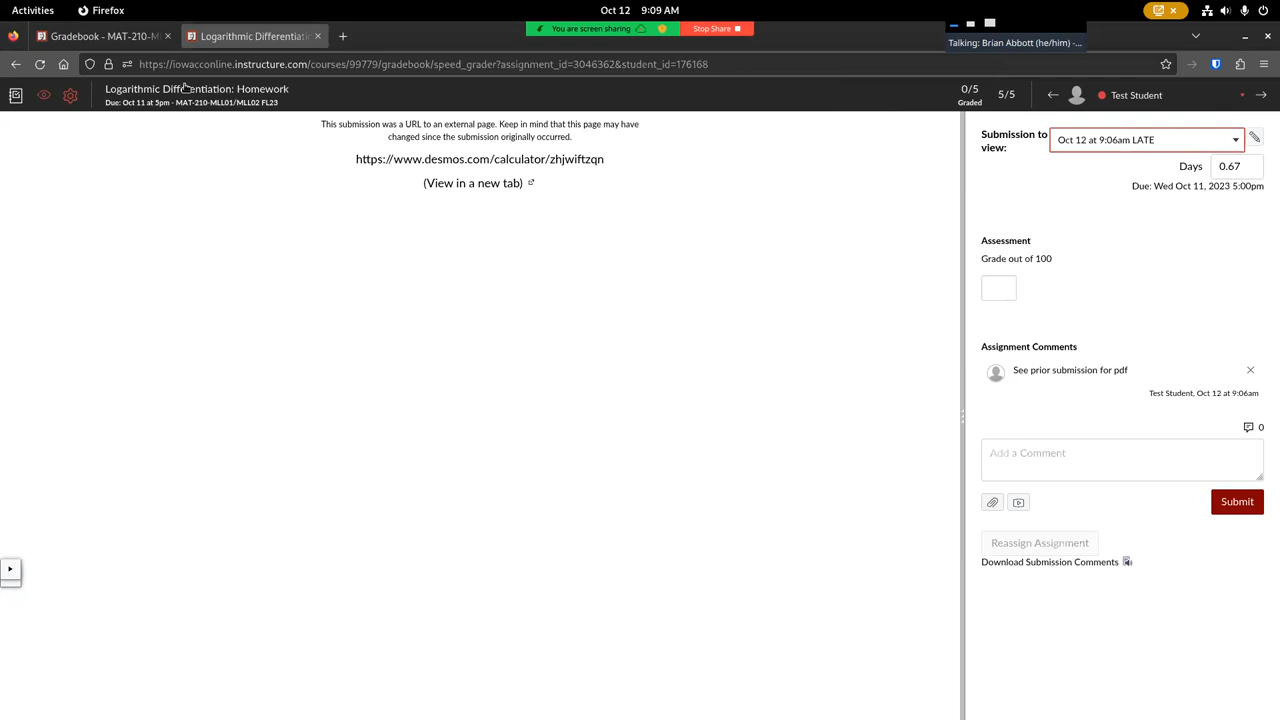 Activities
Firefox
Oct 12 9:09 AM
Gradebook - MAT-210-ML
Logarithmic Differentiati
You are screen sharing
Stop Share
Talking: Brian Abbott (he/him) -...
https://iowacconline.instructure.com/courses/99779/gradebook/speed_grader?assignment_id=3046362&student_id=176168
Logarithmic Differentiation: Homework
Due: Oct 11 at 5pm - MAT-210-MLL01/MLL02 FL23
0/5
Graded
5/5
Test Student
This submission was a URL to an external page. Keep in mind that this page may have
changed since the submission originally occurred.
https://www.desmos.com/calculator/zhjwiftzqn
(View in a new tab)
Submission to
view:
Oct 12 at 9:06am LATE
Days 0.67
Due: Wed Oct 11, 2023 5:00pm
Assessment
Grade out of 100
Assignment Comments
See prior submission for pdf
Test Student, Oct 12 at 9:06am
0
Add a Comment
Submit
Reassign Assignment
Download Submission Comments